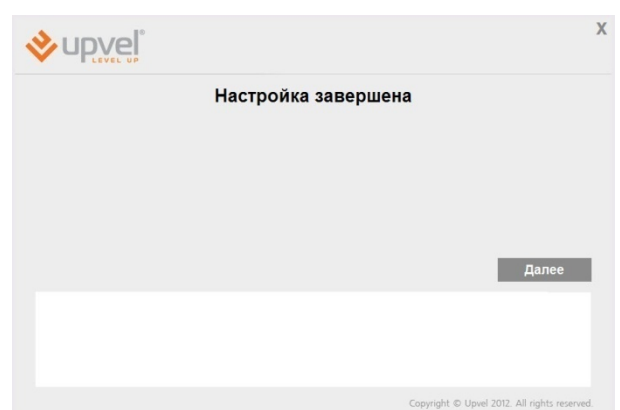 X
upvel®
LEVEL UP
Настройка завершена
Далее
Copyright © Upvel 2012. All rights reserved.